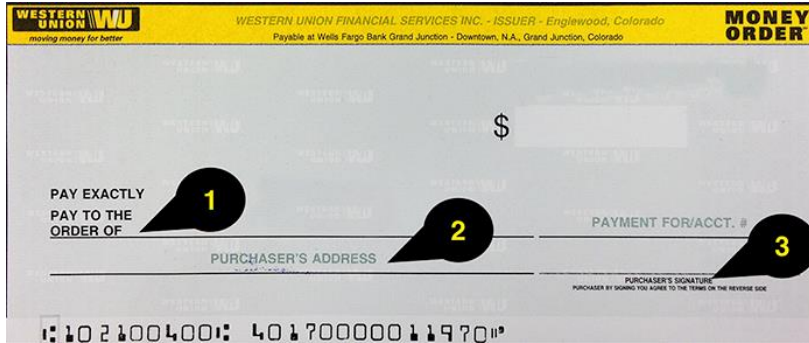 WESTERN UNION WU
moving money for better
WESTERN UNION FINANCIAL SERVICES INC. - ISSUER - Englewood, Colorado
Payable at Wells Fargo Bank Grand Junction - Downtown, N.A., Grand Junction, Colorado
MONEY
ORDER
$
PAY EXACTLY
1
PAY TO THE
ORDER OF
2
PAYMENT FOR/ACCT. #
PURCHASER'S ADDRESS
3
PURCHASER'S SIGNATURE
PURCHASER BY SIGNING YOU AGREE TO THE TERMS ON THE REVERSE SIDE
⑆102100400⑆ 40170000011970⑈